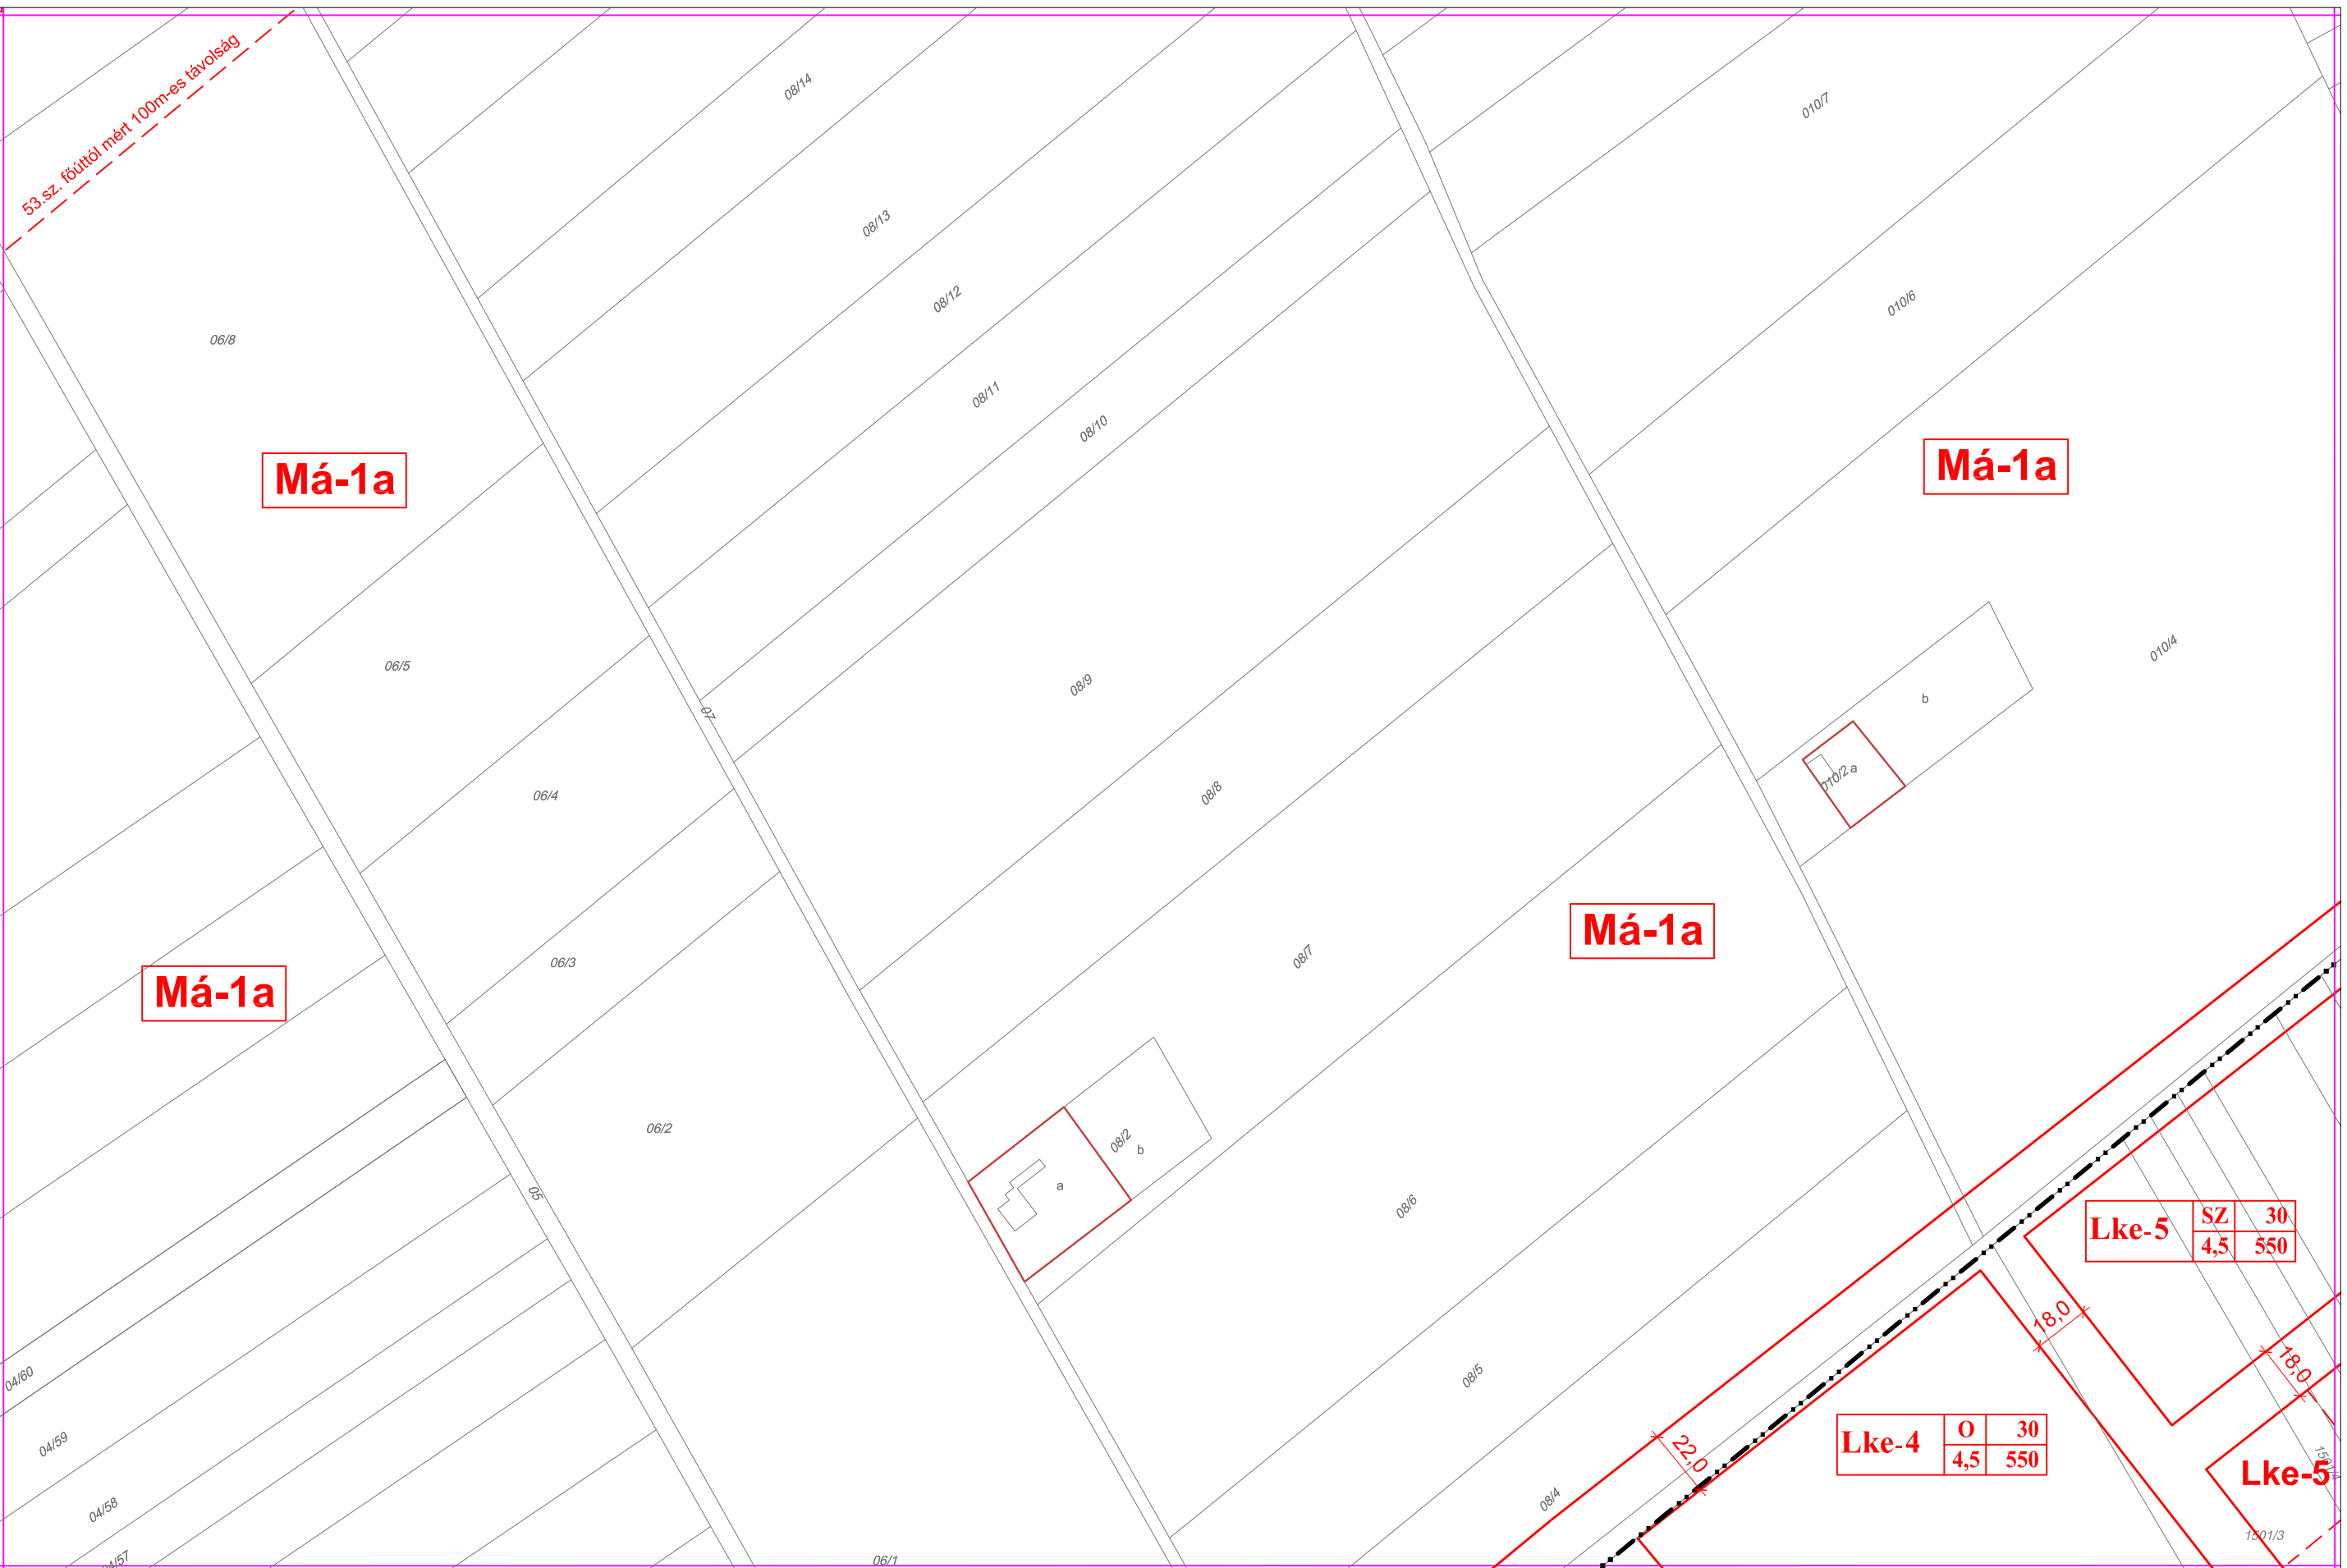 53.sz. főúttól mért 100m-es távolság
08/14
010/7
08/13
08/12
010/6
06/8
08/11
08/10
Má-1a
Má-1a
06/5
08/9
010/4
07
b
06/4
08/8
010/2 a
Má-1a
06/3
08/7
Má-1a
06/2
08/2
b
a
05
08/6
Lke-5
SZ 30
4,5 550
18,0
18,0
08/5
04/60
04/59
04/58
22,0
Lke-4
O 30
4,5 550
08/4
Lke-5
1501/3
06/1